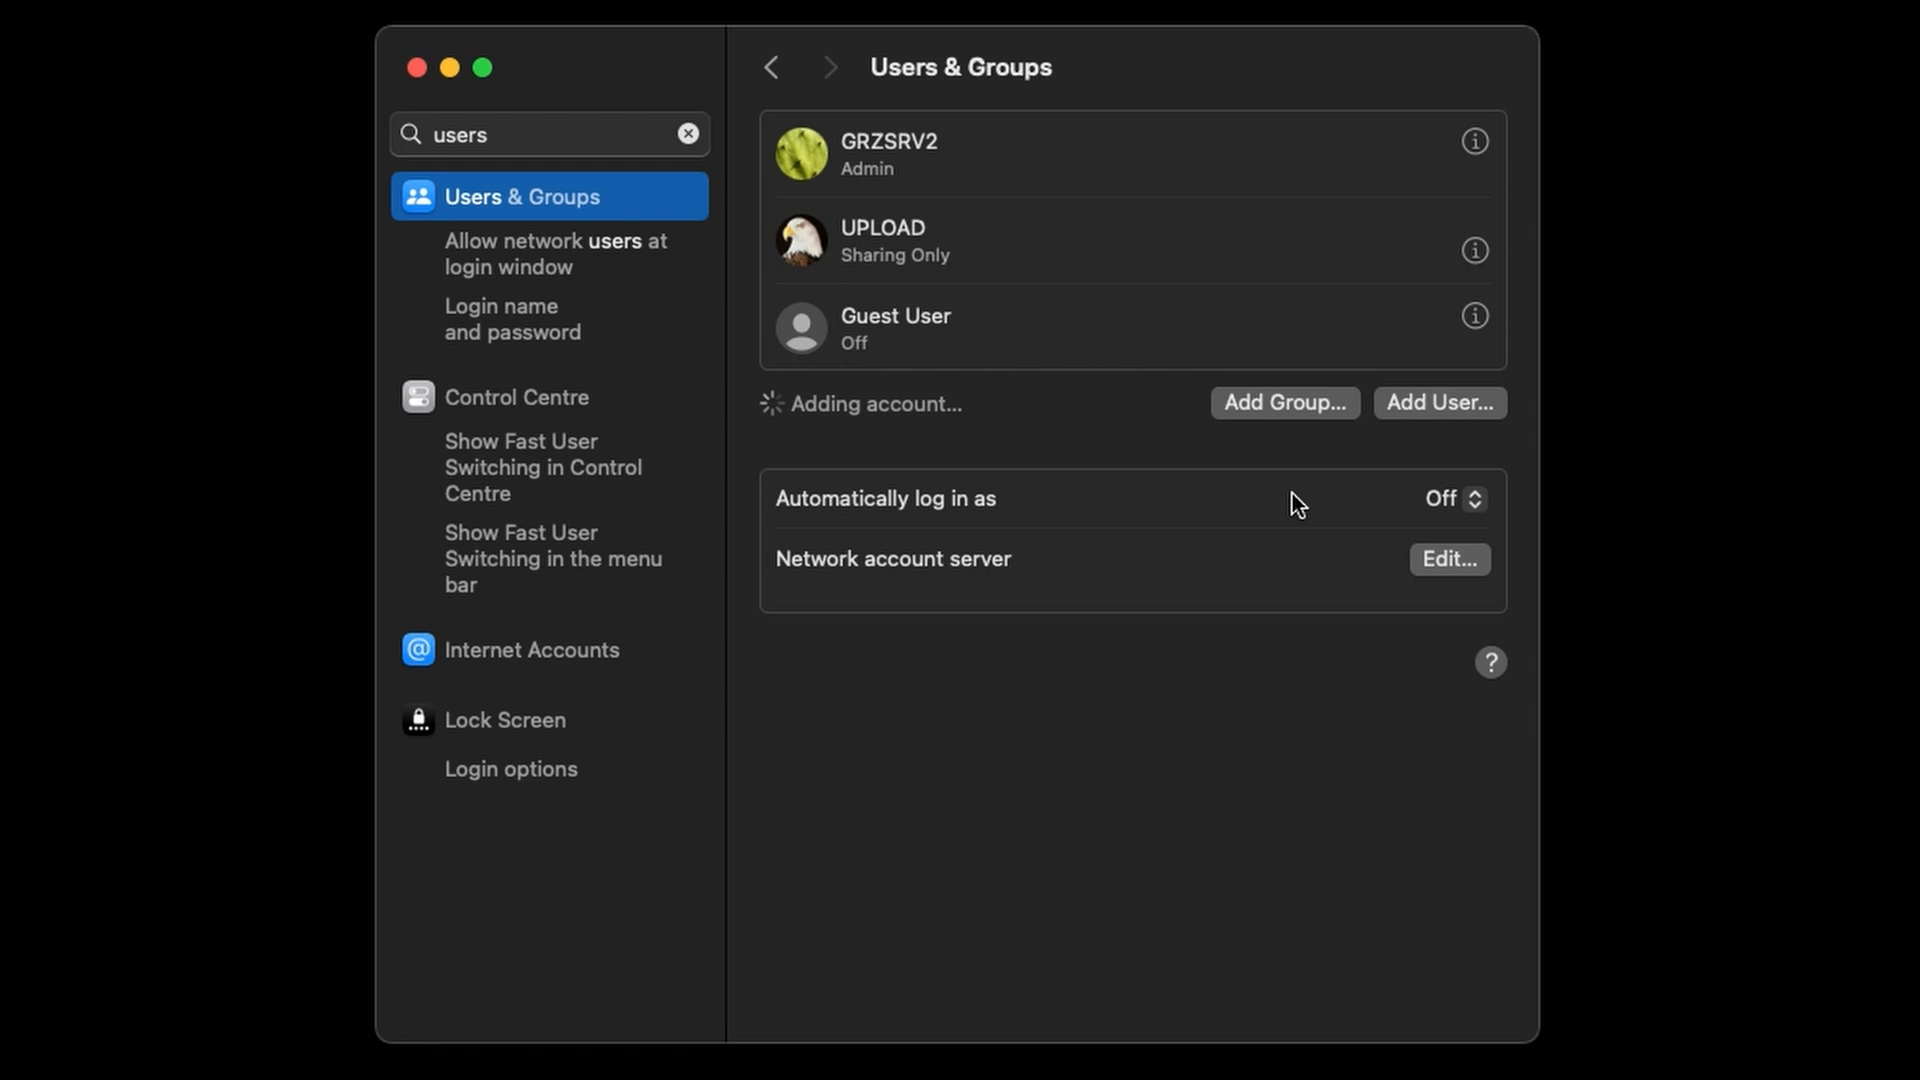 users
Users & Groups
Allow network users at
login window
Login name
and password
Control Centre
Show Fast User
Switching in Control
Centre
Show Fast User
Switching in the menu
bar
Internet Accounts
Lock Screen
Login options
Users & Groups
GRZSRV2
Admin
UPLOAD
Sharing Only
Guest User
Off
Adding account...
Add Group...
Add User...
Automatically log in as
Off
Network account server
Edit...
?